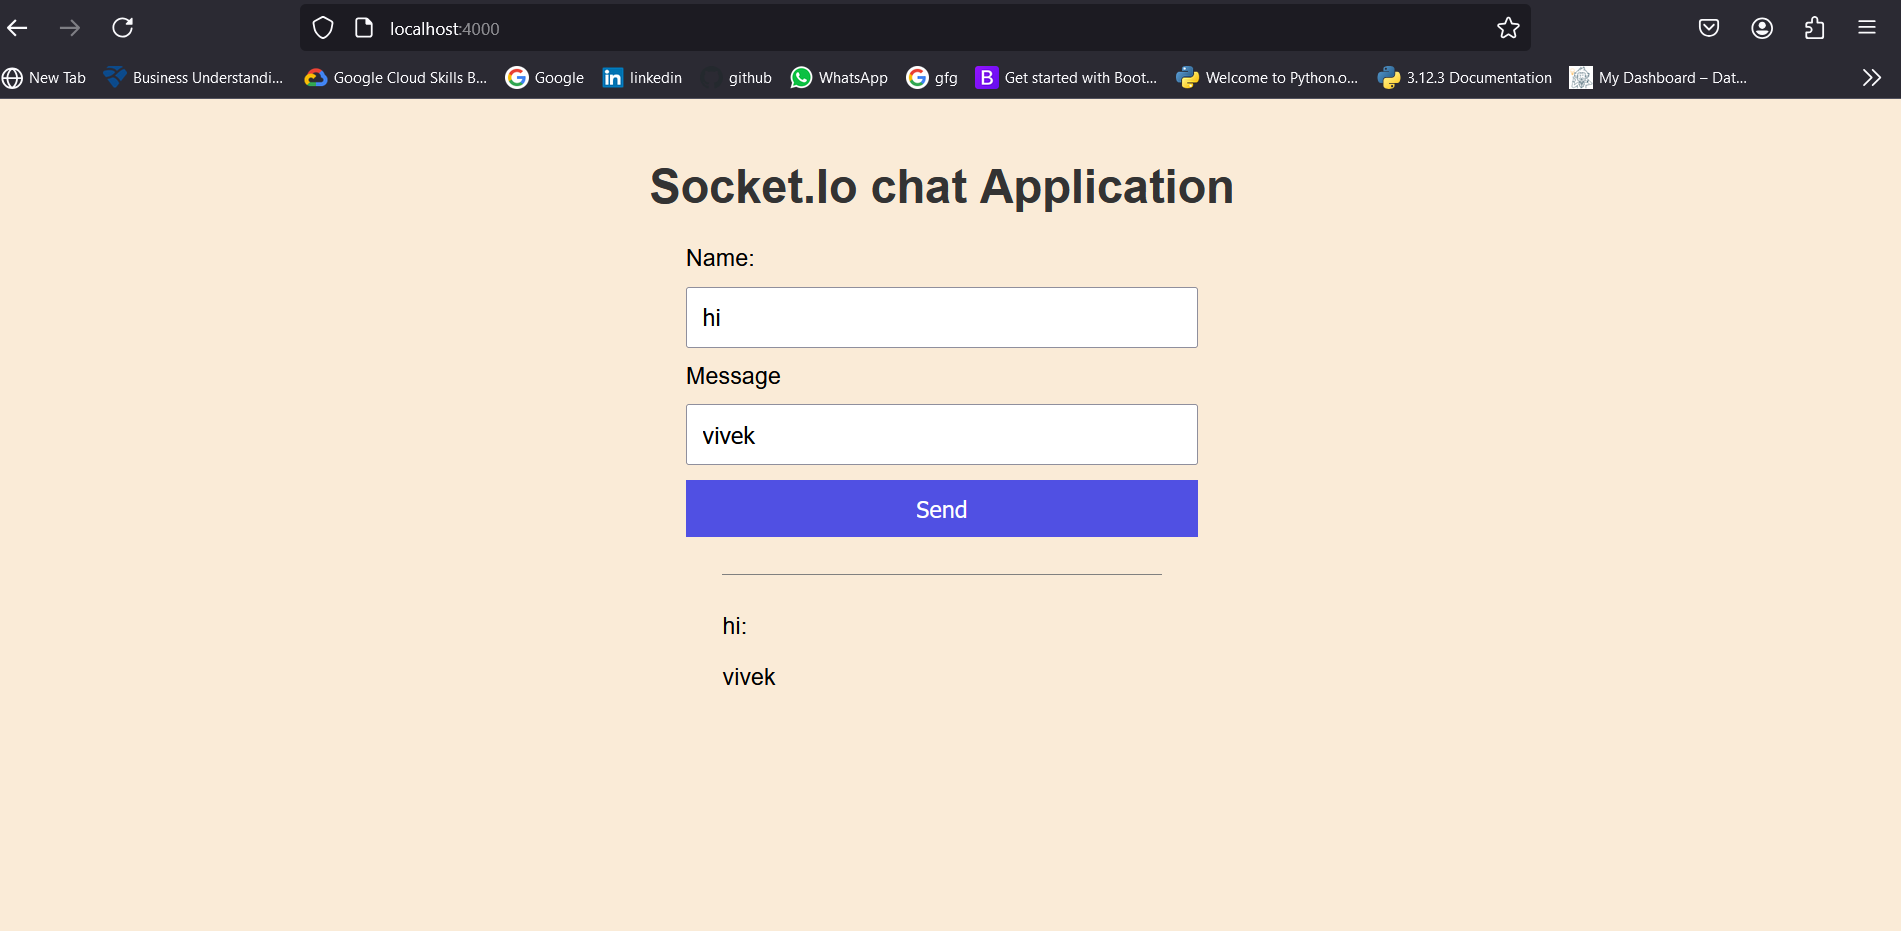 localhost:4000
New Tab Business Understandi... Google Cloud Skills B... Google linkedin github WhatsApp gfg Get started with Boot... Welcome to Python.o... 3.12.3 Documentation My Dashboard – Dat...
Socket.Io chat Application
Name:
hi
Message
vivek
Send
hi:
vivek